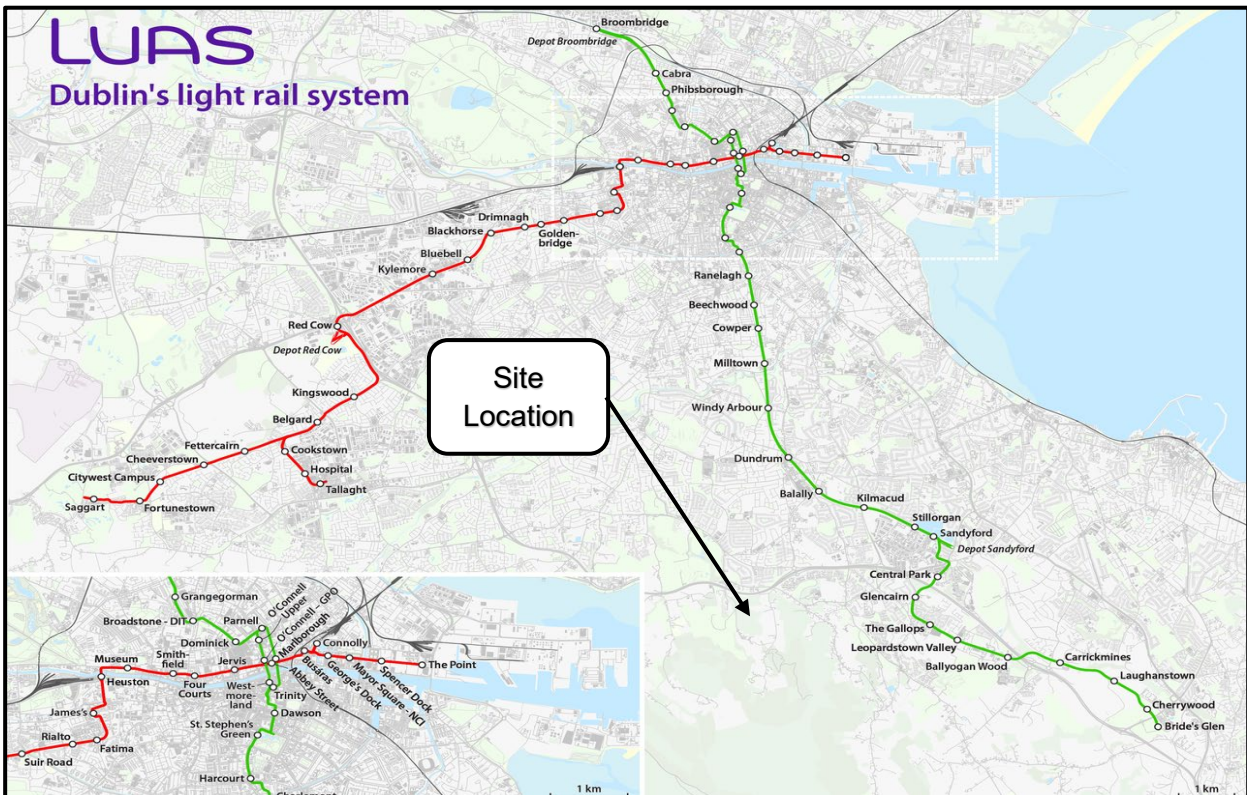 LUAS
Dublin's light rail system
Broombridge
Depot Broombridge
Cabra
Phibsborough
Drimnagh
Blackhorse
Golden-
bridge
Bluebell
Kylemore
Ranelagh
Beechwood
Red Cow
Cowper
Depot Red Cow
Site
Location
Milltown
Kingswood
Windy Arbour
Belgard
Fettercairn
Cookstown
Cheeverstown
Dundrum
Hospital
Citywest Campus
Tallaght
Balally
Kilmacud
Saggart
Fortunestown
Stillorgan
Sandyford
Depot Sandyford
Central Park
Glencairn
The Gallops
Leopardstown Valley
Ballyogan Wood
Carrickmines
Laughanstown
Cherrywood
Bride's Glen
1 km
Grangegorman
O'Connell
Upper
O'Connell - GPO
Marlborough
Broadstone - DIT
Parnell
Dominick
Connolly
Museum
Smith-
field
Jervis
The Point
Heuston
Four
Courts
Busáras
George's Dock
Mayor Square - NCI
Spencer Dock
Abbey Street
West-
more-
land
Trinity
James's
Dawson
St. Stephen's
Green
Rialto
Fatima
Suir Road
Harcourt
Charlemont
1 km